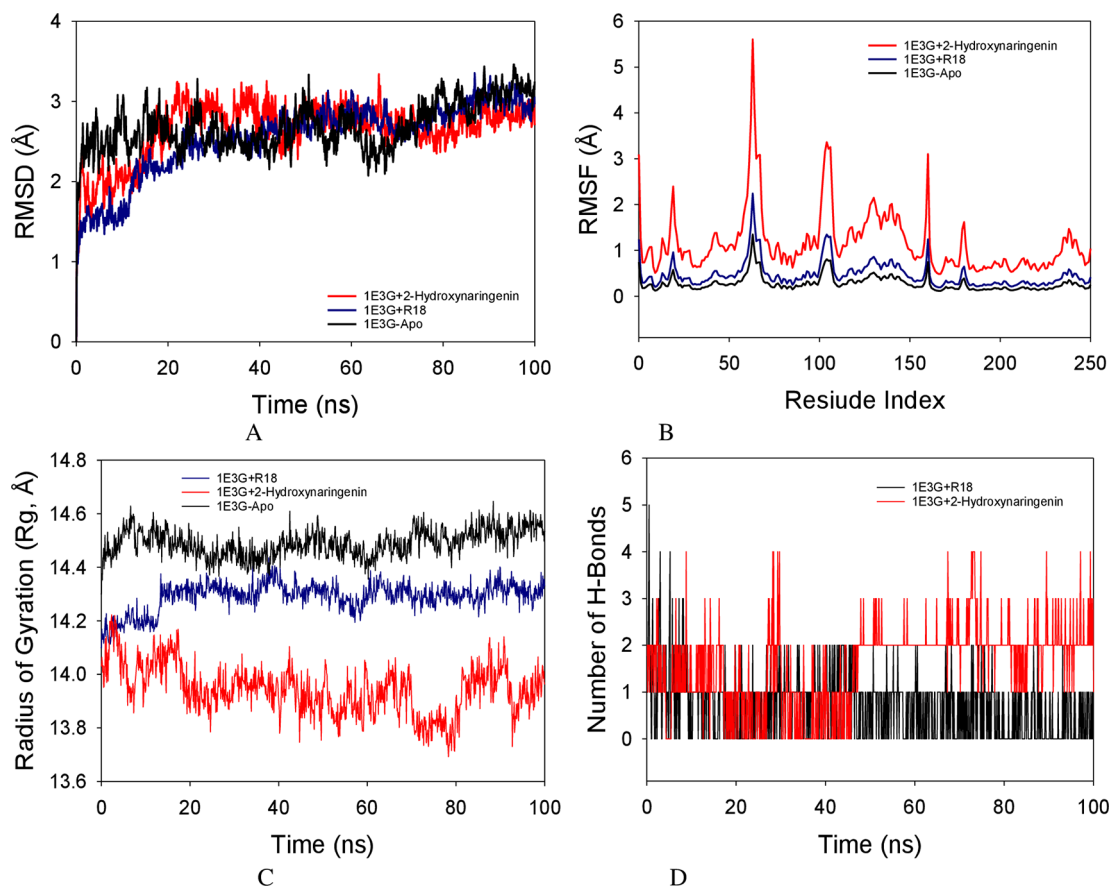 4
3
2
1
0
RMSD (Å)
1E3G+2-Hydroxynaringenin
1E3G+R18
1E3G-Apo
0 20 40 60 80 100
Time (ns)
A
6
5
4
3
2
1
0
RMSF (Å)
1E3G+2-Hydroxynaringenin
1E3G+R18
1E3G-Apo
0 50 100 150 200 250
Resiude Index
B
14.8
14.6
14.4
14.2
14.0
13.8
13.6
Radius of Gyration (Rg, Å)
1E3G+R18
1E3G+2-Hydroxynaringenin
1E3G-Apo
0 20 40 60 80 100
Time (ns)
C
6
5
4
3
2
1
0
Number of H-Bonds
1E3G+R18
1E3G+2-Hydroxynaringenin
0 20 40 60 80 100
Time (ns)
D